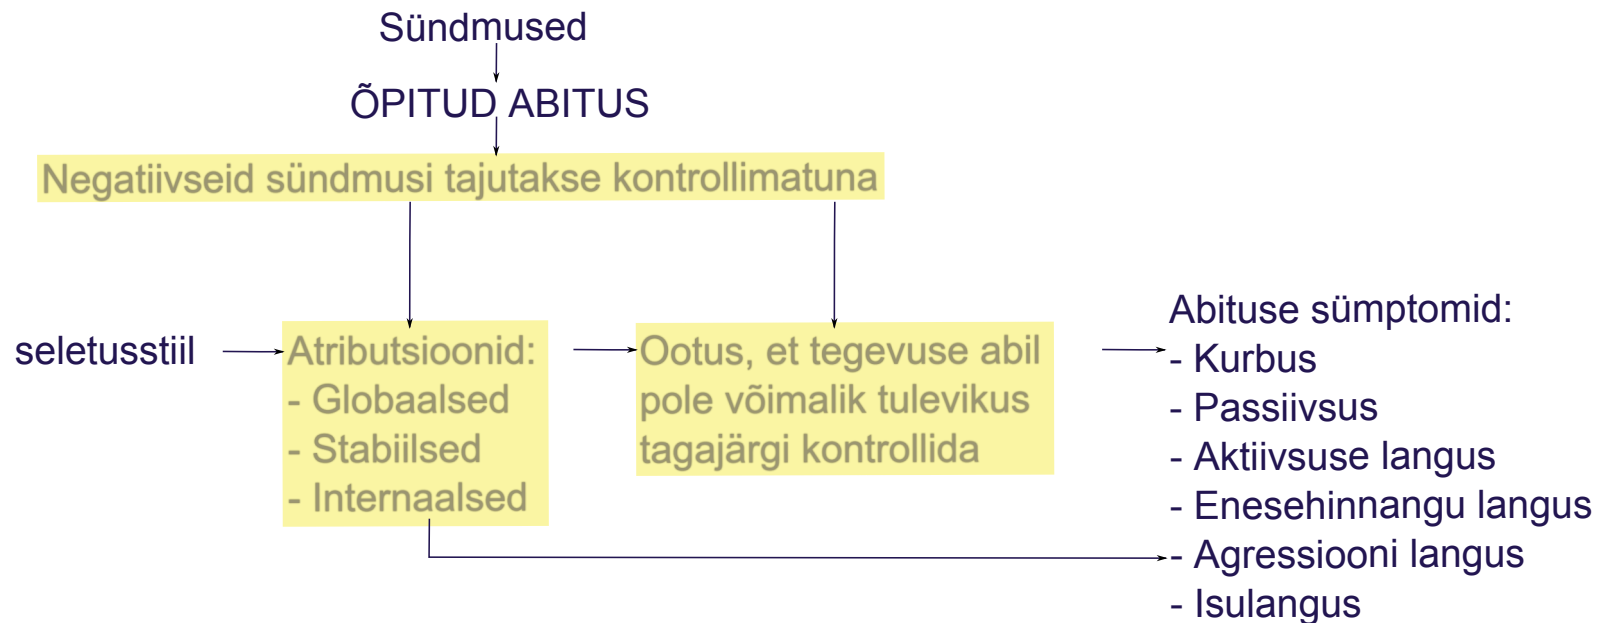 Sündmused
ÕPITUD ABITUS
Negatiivseid sündmusi tajutakse kontrollimatuna
seletusstiil
Atributsioonid:
- Globaalsed
- Stabiilsed
- Internaalsed
Ootus, et tegevuse abil
pole võimalik tulevikus
tagajärgi kontrollida
Abituse sümptomid:
- Kurbus
- Passiivsus
- Aktiivsuse langus
- Enesehinnangu langus
- Agressiooni langus
- Isulangus